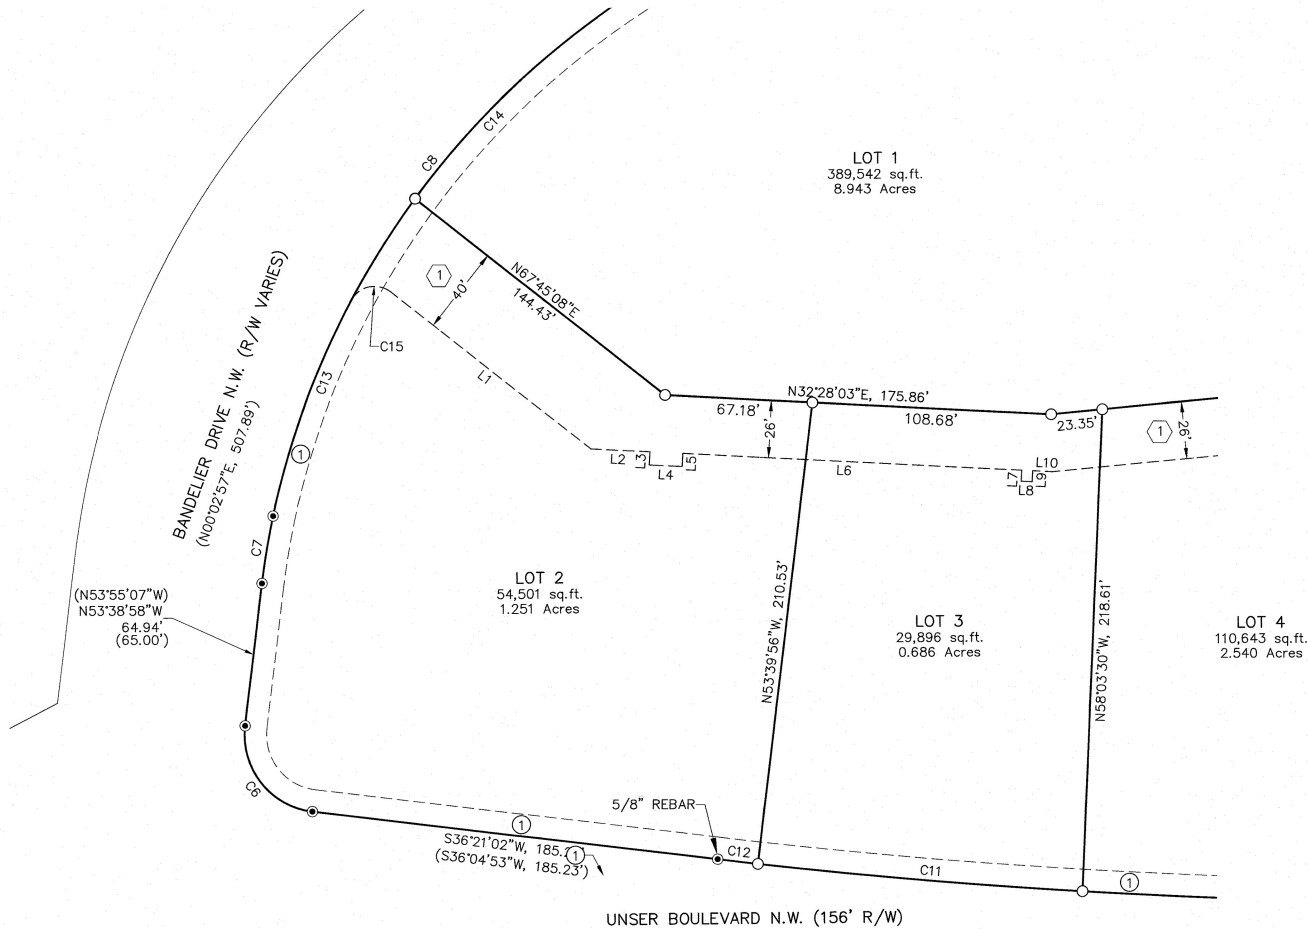 C14
C8
LOT 1
389,542 sq.ft.
8.943 Acres
1
40'
N67°45'08"E
144.43'
C15
BANDELIER DRIVE N.W. (R/W VARIES)
(N00°02'57"E, 507.89')
C13
L1
N32°28'03"E, 175.86'
67.18'
108.68'
23.35'
26'
1
26'
L2
L3
L4
L5
L6
L7
L8
L9
L10
1
C7
(N53°55'07"W)
N53°38'58"W
64.94'
(65.00')
LOT 2
54,501 sq.ft.
1.251 Acres
N53°39'56"W, 210.53'
LOT 3
29,896 sq.ft.
0.686 Acres
N58°03'30"W, 218.61'
LOT 4
110,643 sq.ft.
2.540 Acres
C6
5/8" REBAR
1
S36°21'02"W,
1
(S36°04'53"W, 185.23')
C12
C11
1
UNSER BOULEVARD N.W. (156' R/W)